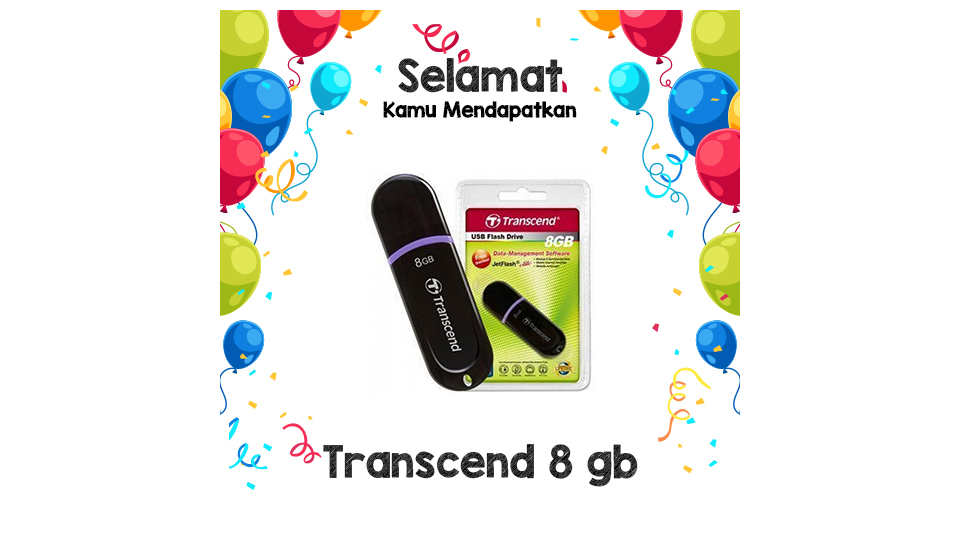 Selamat
Kamu Mendapatkan
Transcend
USB Flash Drive
8GB
Data-Management Software
JetFlash
8GB
Transcend
Transcend 8 gb